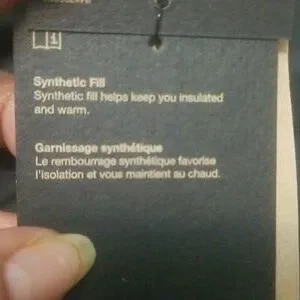 Synthetic Fill
Synthetic fill helps keep you insulated
and warm.
Garnissage synthétique
Le rembourrage synthétique favorise
l'isolation et vous maintient au chaud.